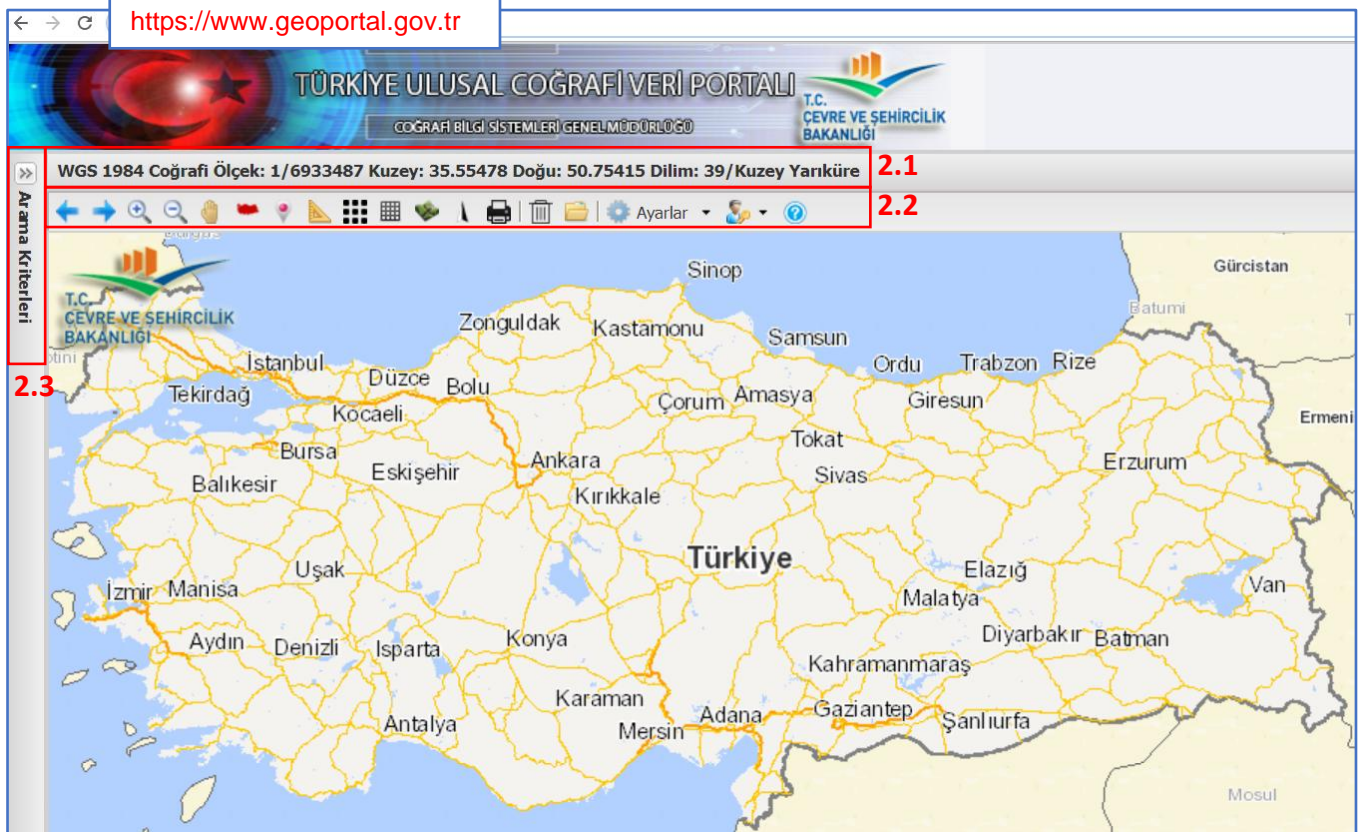 https://www.geoportal.gov.tr
TÜRKİYE ULUSAL COĞRAFİ VERİ PORTALI
COĞRAFİ BİLGİ SİSTEMLERİ GENEL MÜDÜRLÜĞÜ
T.C.
ÇEVRE VE ŞEHİRCİLİK
BAKANLIĞI
WGS 1984 Coğrafi Ölçek: 1/6933487 Kuzey: 35.55478 Doğu: 50.75415 Dilim: 39/Kuzey Yarıküre
2.1
Ayarlar
2.2
Arama Kriterleri
2.3
T.C.
ÇEVRE VE ŞEHİRCİLİK
BAKANLIĞI
Sinop
Gürcistan
Batumi
Zonguldak
Kastamonu
Samsun
İstanbul
Düzce
Bolu
Ordu
Trabzon
Rize
Tekirdağ
Kocaeli
Çorum
Amasya
Giresun
Ermeni
Bursa
Tokat
Ankara
Eskişehir
Sivas
Erzurum
Balıkesir
Kırıkkale
Türkiye
Uşak
Elazığ
Van
İzmir
Manisa
Malatya
Aydın
Denizli
Isparta
Konya
Diyarbakır
Batman
Kahramanmaraş
Karaman
Antalya
Mersin
Adana
Gaziantep
Şanlıurfa
Mosul